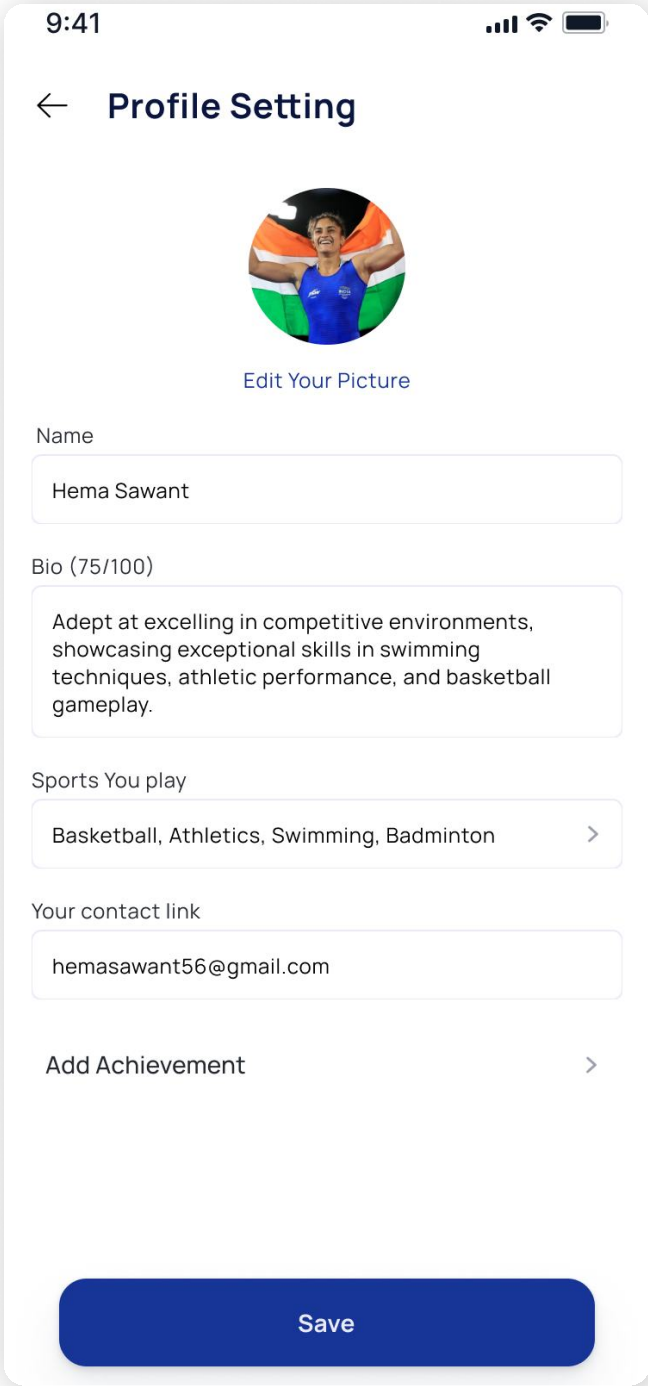 9:41
Profile Setting
Edit Your Picture
Name
Hema Sawant
Bio (75/100)
Adept at excelling in competitive environments,
showcasing exceptional skills in swimming
techniques, athletic performance, and basketball
gameplay.
Sports You play
Basketball, Athletics, Swimming, Badminton
Your contact link
hemasawant56@gmail.com
Add Achievement
Save